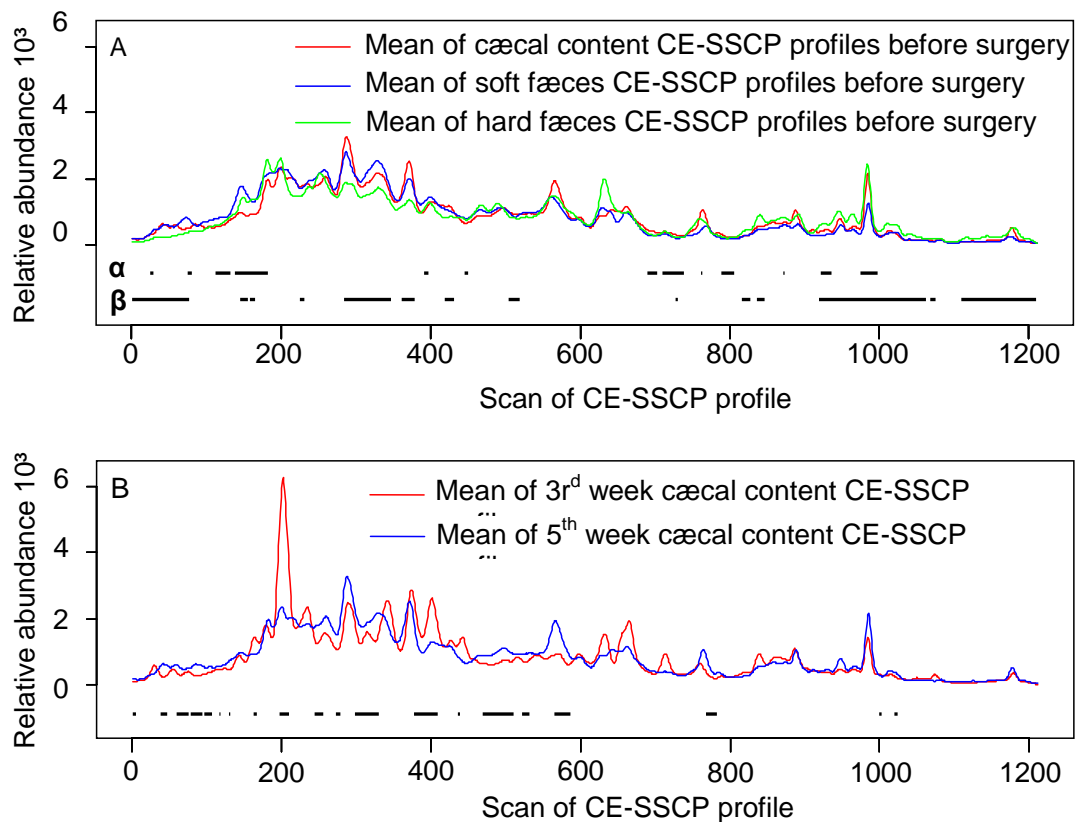 A
Mean of cæcal content CE-SSCP profiles before surgery
Mean of soft fæces CE-SSCP profiles before surgery
Mean of hard fæces CE-SSCP profiles before surgery
Relative abundance 10³
6
4
2
0
α
β
0 200 400 600 800 1000 1200
Scan of CE-SSCP profile
B
Mean of 3rᵈ week cæcal content CE-SSCP
Mean of 5ᵗʰ week cæcal content CE-SSCP
Relative abundance 10³
6
4
2
0
0 200 400 600 800 1000 1200
Scan of CE-SSCP profile